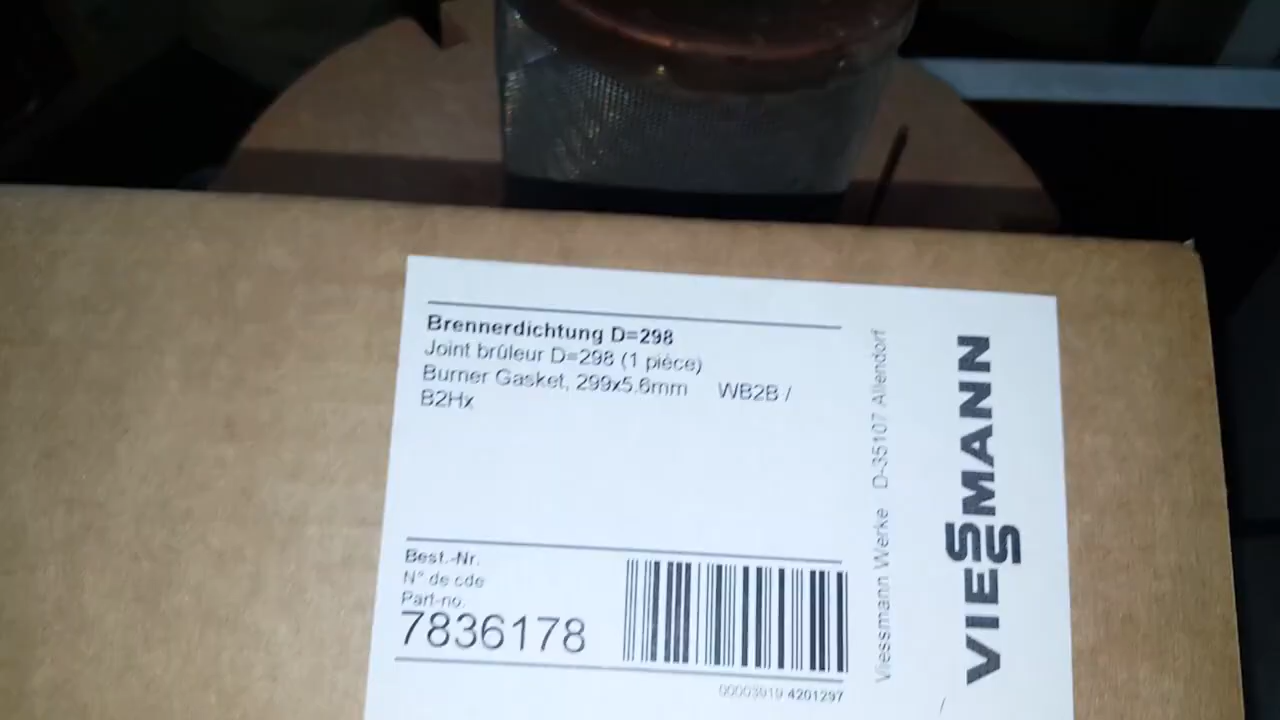 Brennerdichtung D=298
Joint brûleur D=298 (1 pièce)
Burner Gasket, 299x5.6mm WB2B /
B2Hx
Best.-Nr.
N° de cde
Part-no.
7836178
00003919 4201297
Viessmann Werke D-35107 Allendorf
VIESSMANN